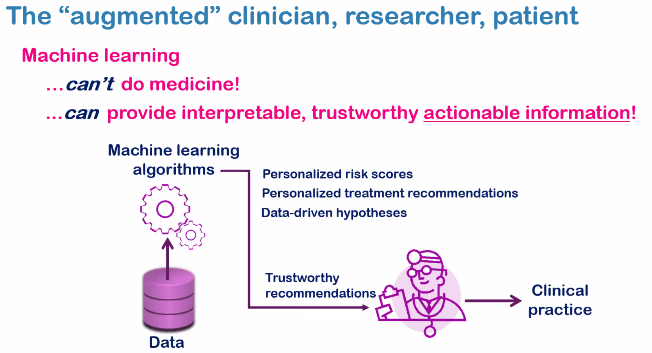 The “augmented” clinician, researcher, patient
Machine learning
...can’t do medicine!
...can provide interpretable, trustworthy actionable information!
Machine learning
algorithms
Personalized risk scores
Personalized treatment recommendations
Data-driven hypotheses
Trustworthy
recommendations
Clinical
practice
Data